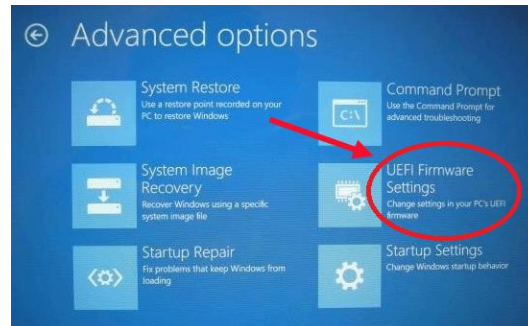 Advanced options
System Restore
Use a restore point recorded on your
PC to restore Windows
Command Prompt
Use the Command Prompt for
advanced troubleshooting
C:\
System Image
Recovery
Recover Windows using a specific
system image file
UEFI Firmware
Settings
Change settings in your PC's UEFI
firmware
Startup Repair
Fix problems that keep Windows from
loading
Startup Settings
Change Windows startup behavior